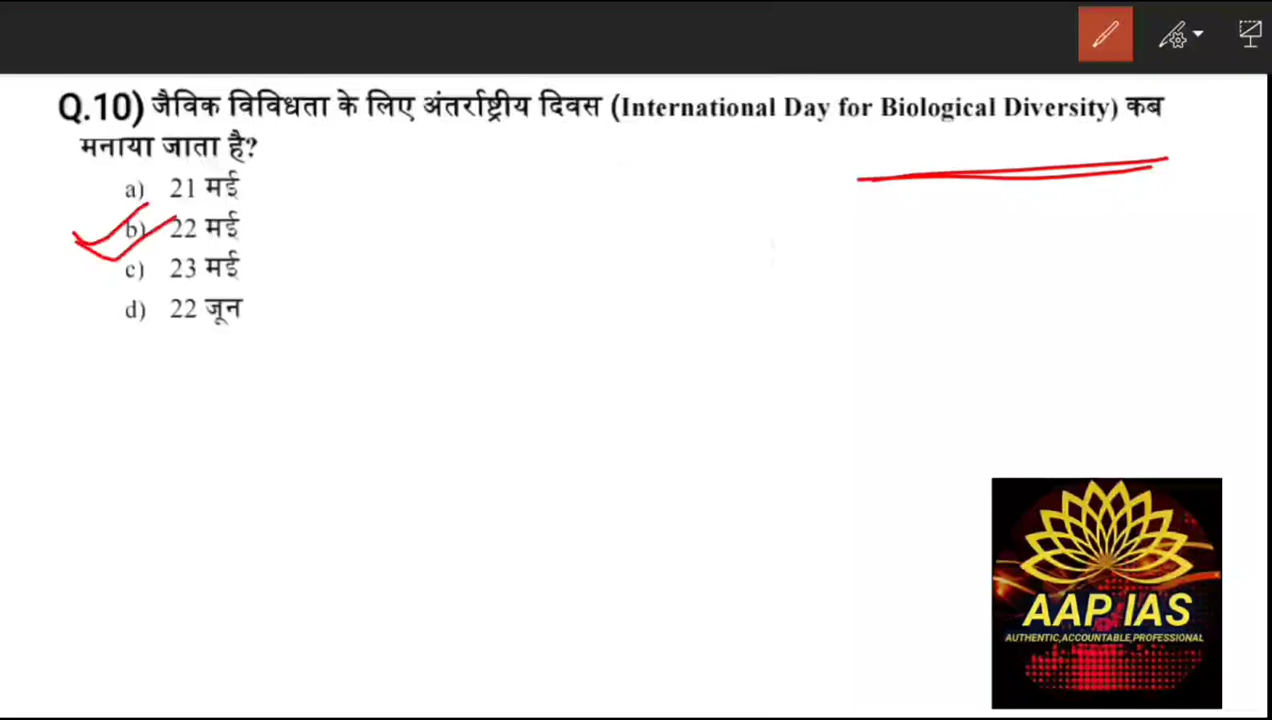 Q.10) जैविक विविधता के लिए अंतर्राष्ट्रीय दिवस (International Day for Biological Diversity) कब
मनाया जाता है?
a) 21 मई
b) 22 मई
c) 23 मई
d) 22 जून
AAP IAS
AUTHENTIC,ACCOUNTABLE,PROFESSIONAL